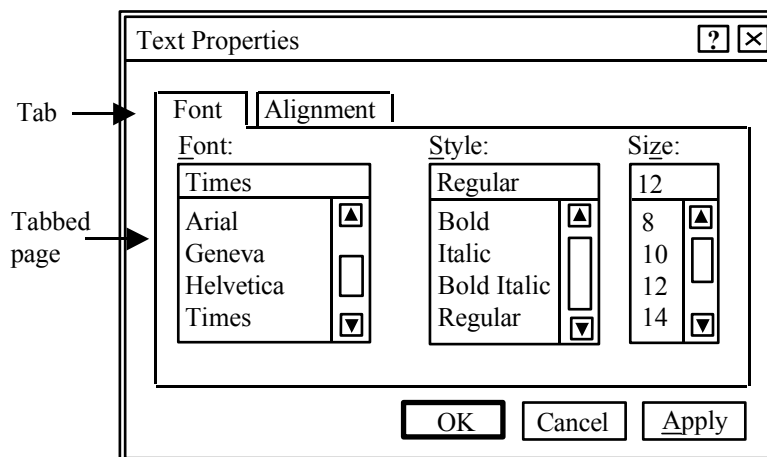 Text Properties ? ×
Tab
Font Alignment
Font: Style: Size:
Times Regular 12
Tabbed
page
Arial Bold 8
Geneva Italic 10
Helvetica Bold Italic 12
Times Regular 14
OK Cancel Apply